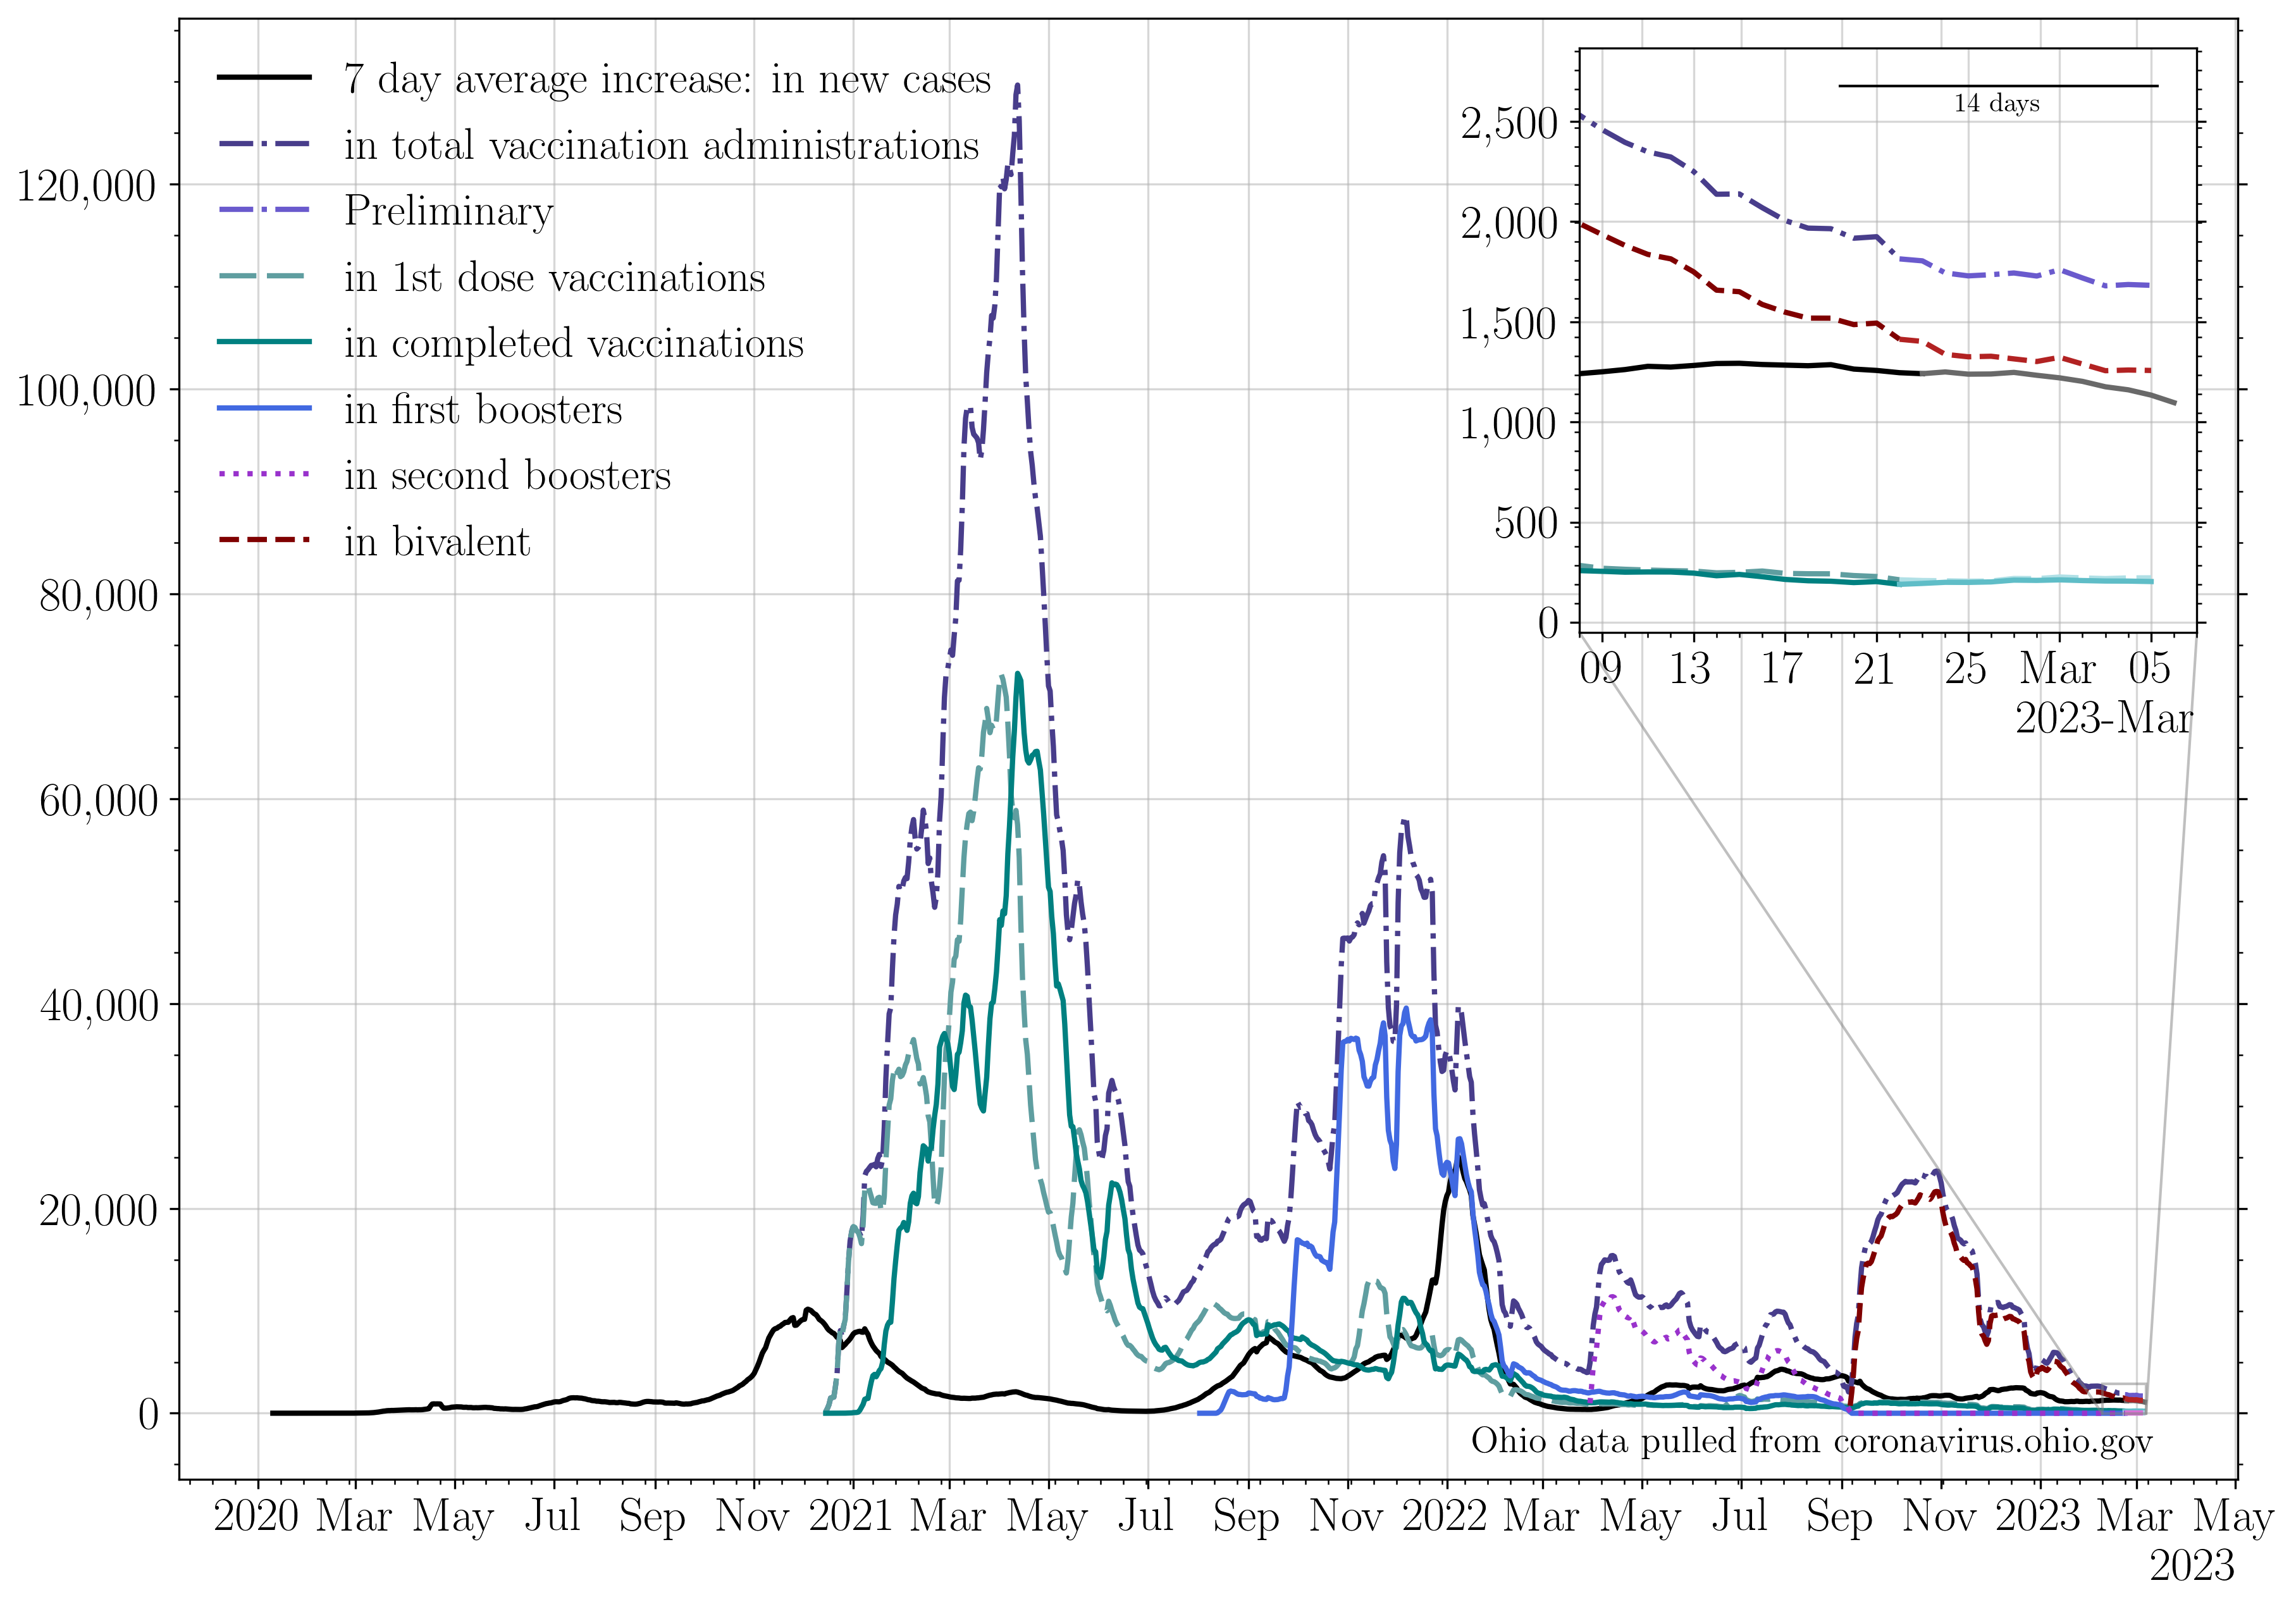 7 day average increase: in new cases
in total vaccination administrations
Preliminary
in 1st dose vaccinations
in completed vaccinations
in first boosters
in second boosters
in bivalent
120,000
100,000
80,000
60,000
40,000
20,000
0
14 days
2,500
2,000
1,500
1,000
500
0
09 13 17 21 25 Mar 05
2023-Mar
Ohio data pulled from coronavirus.ohio.gov
2020 Mar May Jul Sep Nov 2021 Mar May Jul Sep Nov 2022 Mar May Jul Sep Nov 2023 Mar May
2023